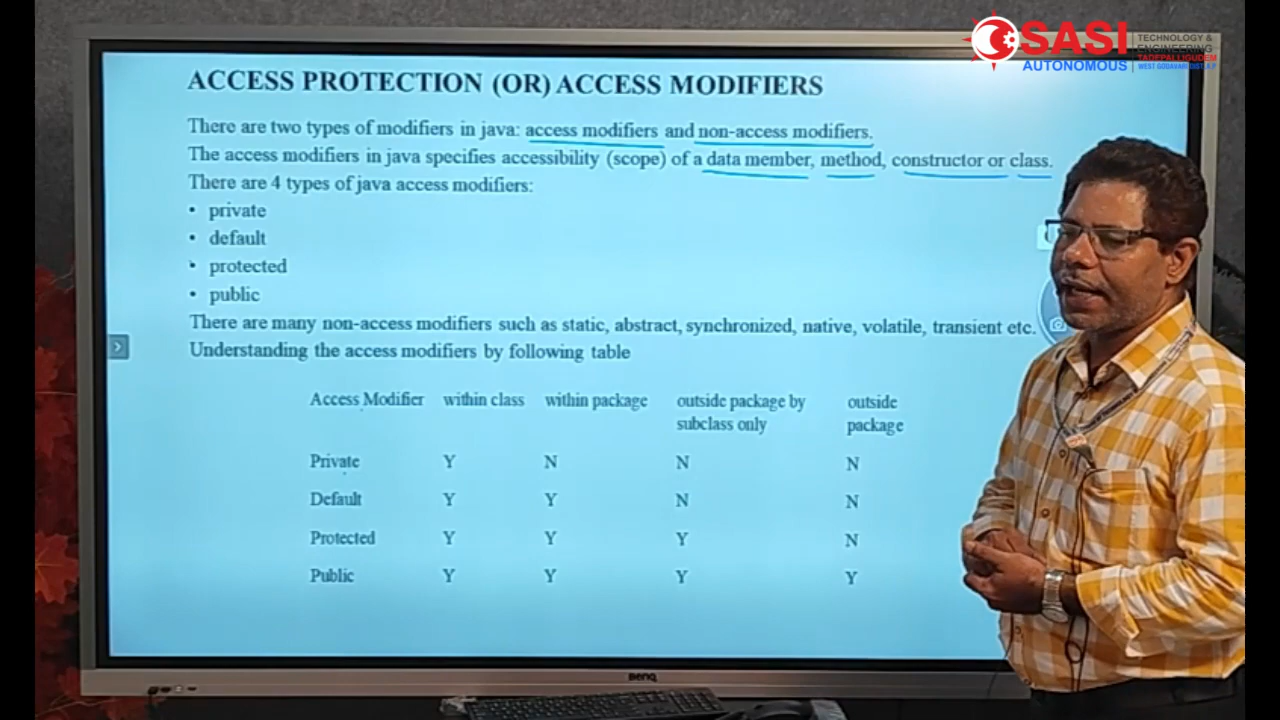 SASI
TECHNOLOGY &
ENGINEERING
TADEPALLIGUDEM
AUTONOMOUS
WEST GODAVARI DIST. A.P.
ACCESS PROTECTION (OR) ACCESS MODIFIERS
There are two types of modifiers in java: access modifiers and non-access modifiers.
The access modifiers in java specifies accessibility (scope) of a data member, method, constructor or class.
There are 4 types of java access modifiers:
• private
• default
• protected
• public
There are many non-access modifiers such as static, abstract, synchronized, native, volatile, transient etc.
Understanding the access modifiers by following table
Access Modifier within class within package outside package by subclass only outside package
Private Y N N N
Default Y Y N N
Protected Y Y Y N
Public Y Y Y Y
BenQ